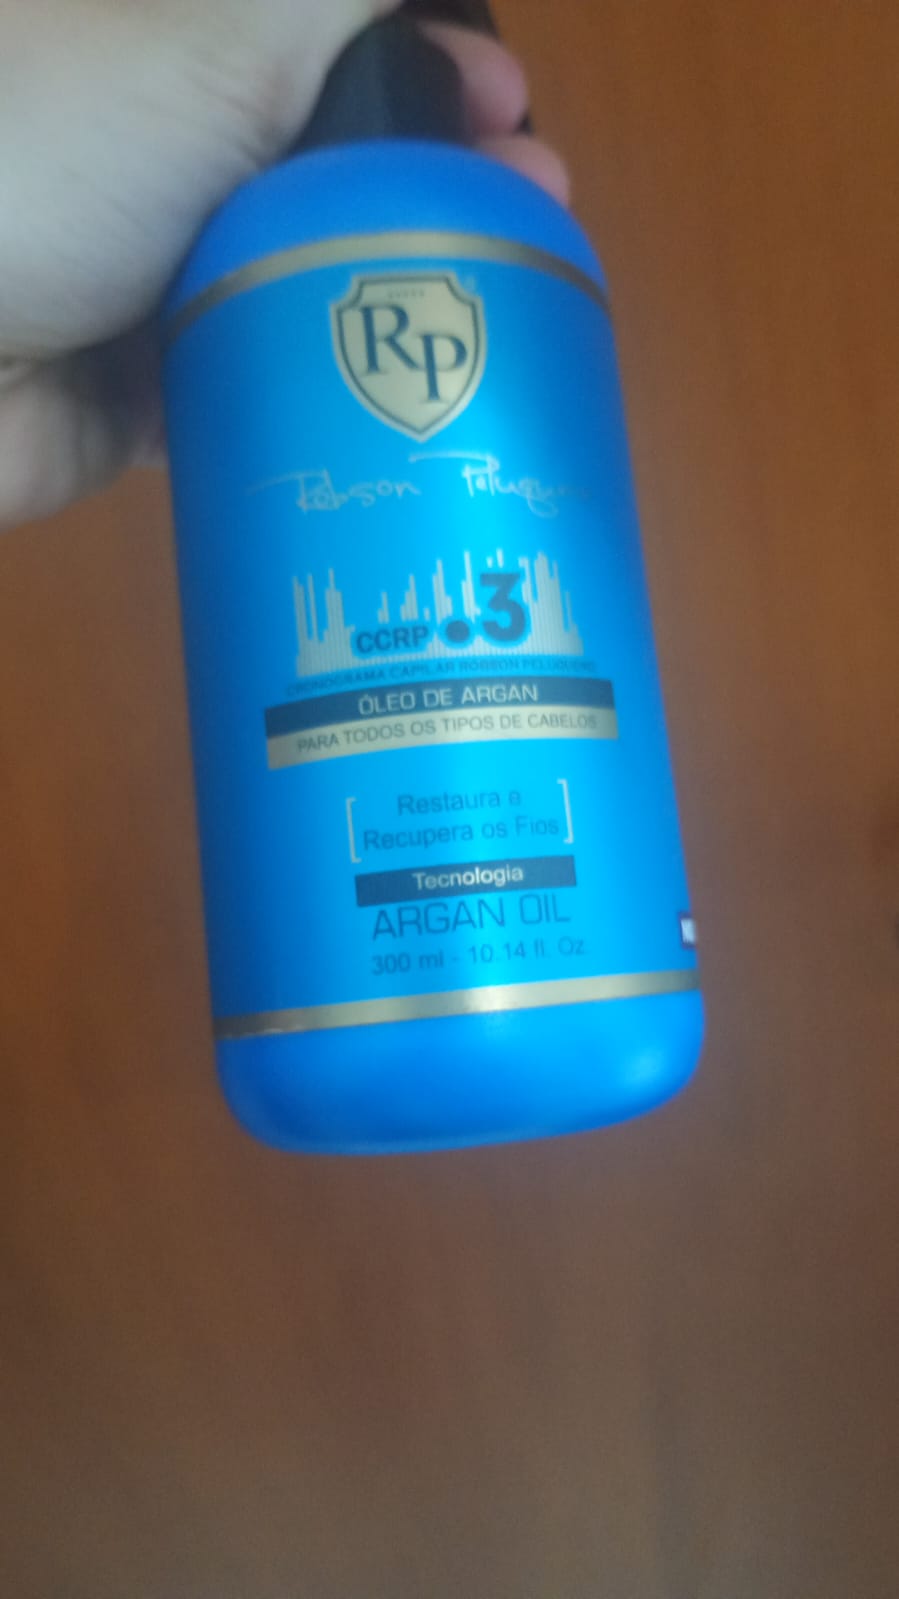 RP
Robson Peluquero
CCRP .3
CRONOGRAMA CAPILAR ROBSON PELUQUERO
ÓLEO DE ARGAN
PARA TODOS OS TIPOS DE CABELOS
[Restaura e
Recupera os Fios]
Tecnologia
ARGAN OIL
300 ml - 10.14 fl. Oz.